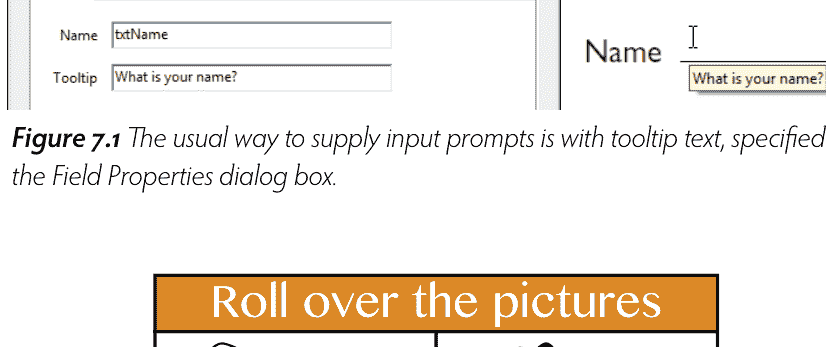 Name txtName
Tooltip What is your name?
Name
What is your name?
Figure 7.1 The usual way to supply input prompts is with tooltip text, specified
the Field Properties dialog box.
Roll over the pictures